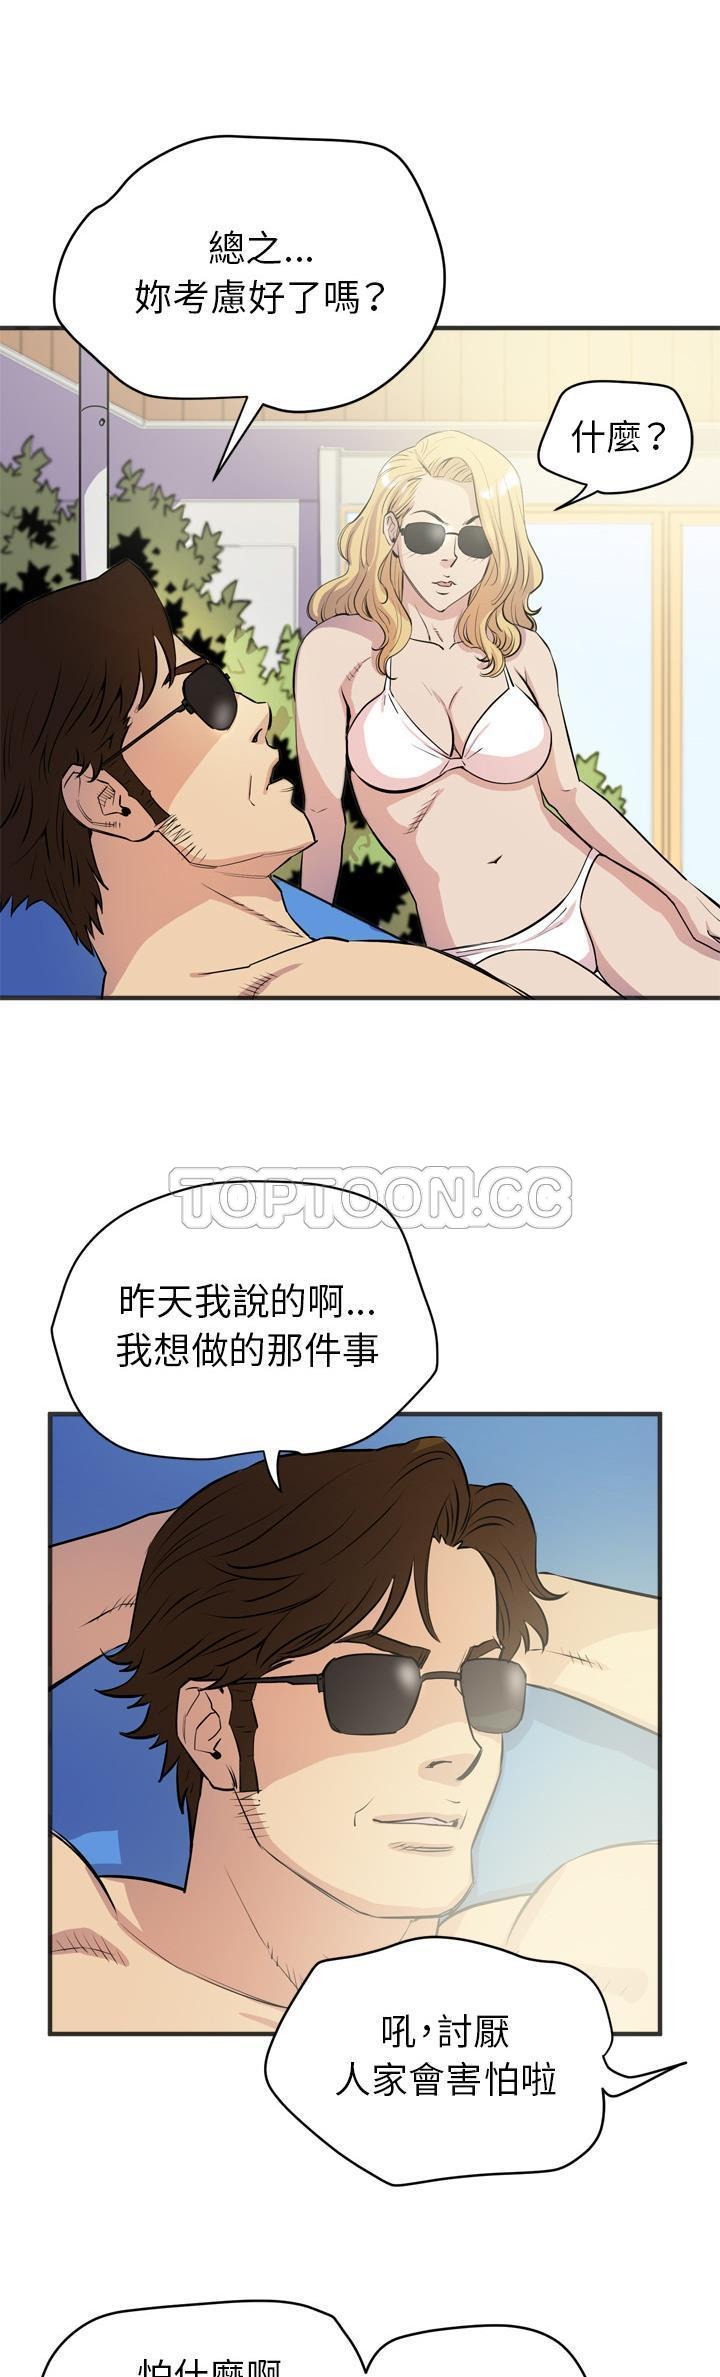 總之...
妳考慮好了嗎？
什麼？
TOPTOON.CC
昨天我說的啊...
我想做的那件事
吼，討厭
人家會害怕啦
怕什麼啊